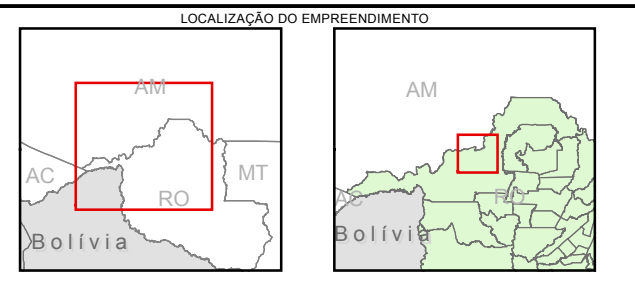 LOCALIZAÇÃO DO EMPREENDIMENTO
AM
AC
MT
RO
Bolívia
AM
AC
RO
Bolívia